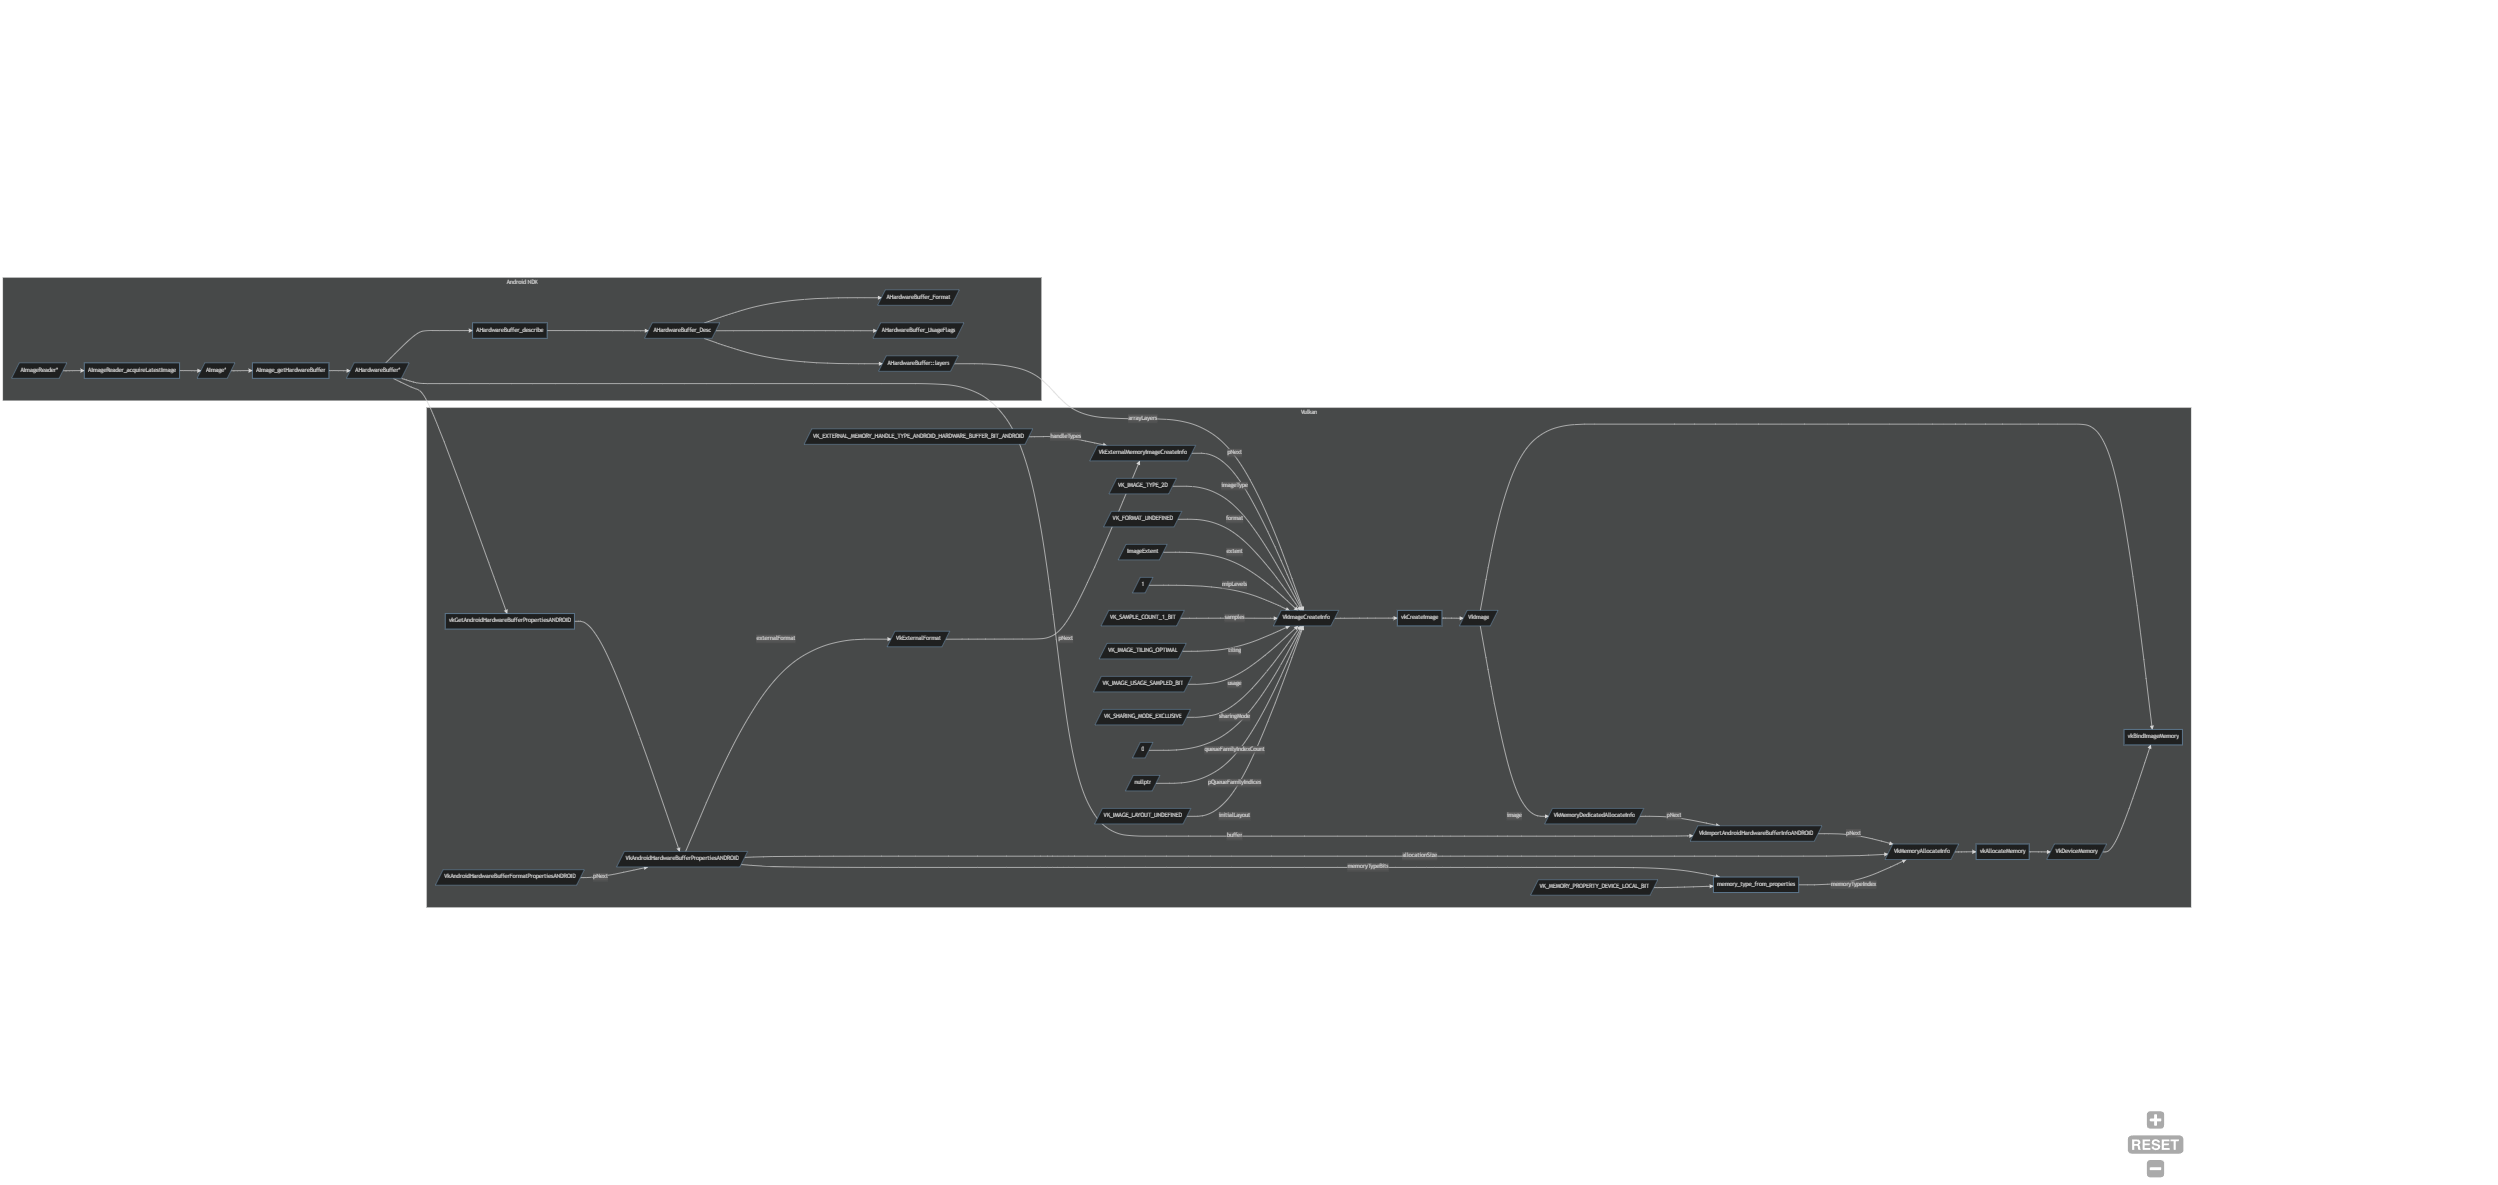 Android NDK
AHardwareBuffer_Format
AHardwareBuffer_describe
AHardwareBuffer_Desc
AHardwareBuffer_UsageFlags
AImageReader*
AImageReader_acquireLatestImage
AImage*
AImage_getHardwareBuffer
AHardwareBuffer*
AHardwareBuffer::layers
Vulkan
arrayLayers
VK_EXTERNAL_MEMORY_HANDLE_TYPE_ANDROID_HARDWARE_BUFFER_BIT_ANDROID
handleTypes
VkExternalMemoryImageCreateInfo
pNext
VK_IMAGE_TYPE_2D
imageType
VK_FORMAT_UNDEFINED
format
ImageExtent
extent
1
mipLevels
vkGetAndroidHardwareBufferPropertiesANDROID
VK_SAMPLE_COUNT_1_BIT
samples
VkImageCreateInfo
vkCreateImage
VkImage
externalFormat
VkExternalFormat
pNext
VK_IMAGE_TILING_OPTIMAL
tiling
VK_IMAGE_USAGE_SAMPLED_BIT
usage
VK_SHARING_MODE_EXCLUSIVE
sharingMode
vkBindImageMemory
0
queueFamilyIndexCount
nullptr
pQueueFamilyIndices
VK_IMAGE_LAYOUT_UNDEFINED
initialLayout
image
VkMemoryDedicatedAllocateInfo
pNext
buffer
VkImportAndroidHardwareBufferInfoANDROID
pNext
VkAndroidHardwareBufferPropertiesANDROID
allocationSize
VkMemoryAllocateInfo
vkAllocateMemory
VkDeviceMemory
memoryTypeBits
VkAndroidHardwareBufferFormatPropertiesANDROID
pNext
VK_MEMORY_PROPERTY_DEVICE_LOCAL_BIT
memory_type_from_properties
memoryTypeIndex
RESET